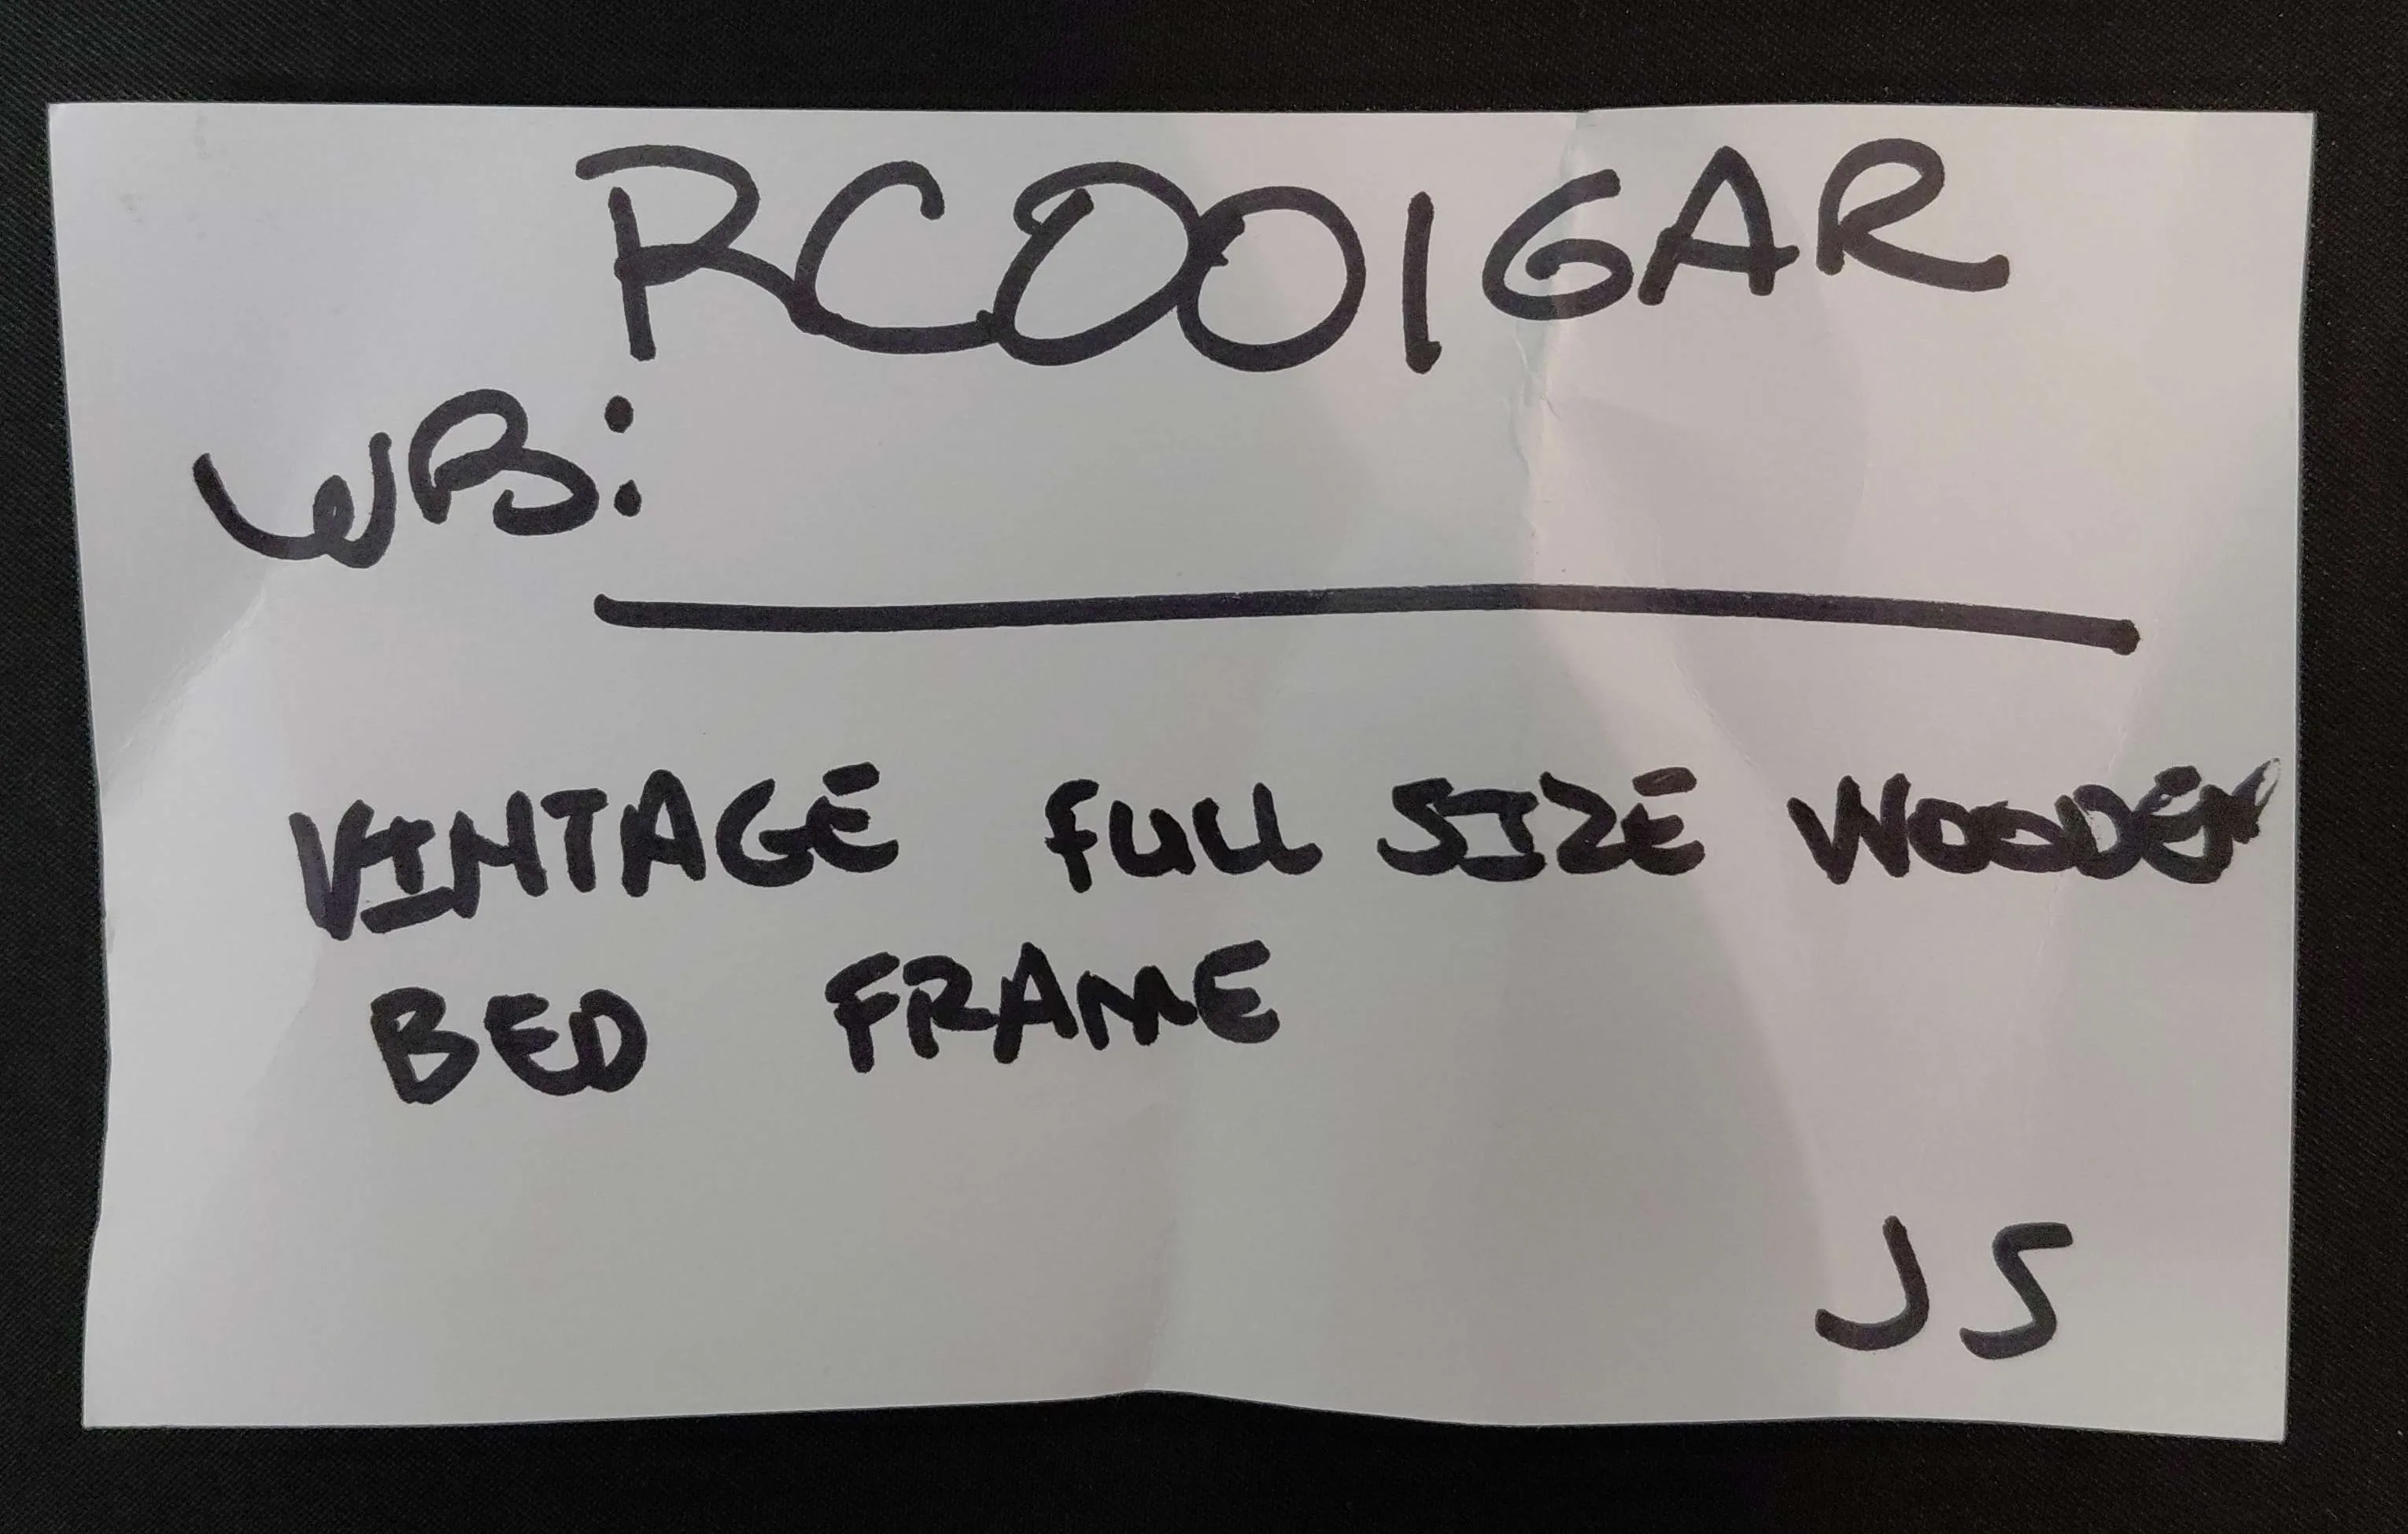 RC001GAR
WB:
VINTAGE FULL SIZE WOODEN
BED FRAME
JS